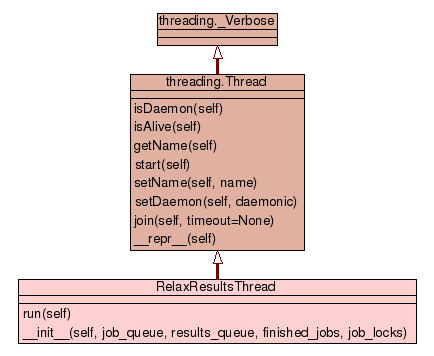 threading._Verbose
threading.Thread
isDaemon(self)
isAlive(self)
getName(self)
start(self)
setName(self, name)
setDaemon(self, daemonic)
join(self, timeout=None)
__repr__(self)
RelaxResultsThread
run(self)
__init__(self, job_queue, results_queue, finished_jobs, job_locks)